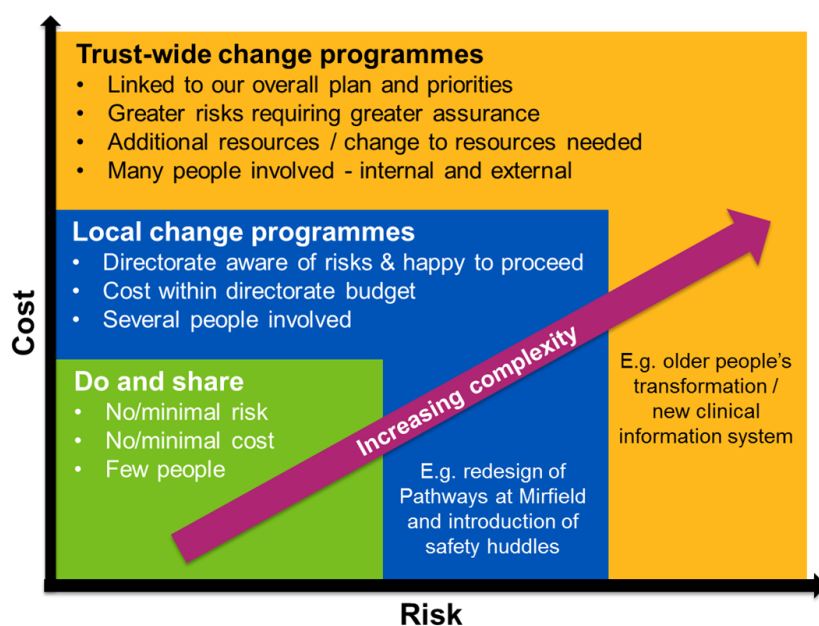 Trust-wide change programmes
• Linked to our overall plan and priorities
• Greater risks requiring greater assurance
• Additional resources / change to resources needed
• Many people involved - internal and external
Local change programmes
• Directorate aware of risks & happy to proceed
• Cost within directorate budget
• Several people involved
Do and share
• No/minimal risk
• No/minimal cost
• Few people
Increasing complexity
E.g. redesign of
Pathways at Mirfield
and introduction of
safety huddles
E.g. older people's
transformation /
new clinical
information system
Cost
Risk